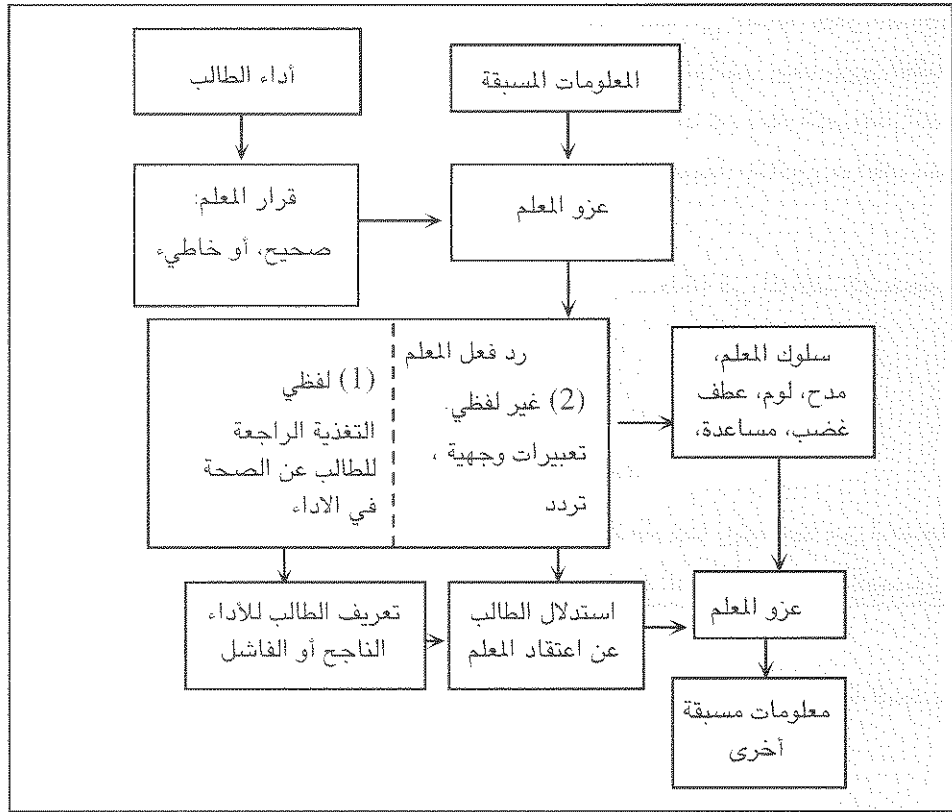 أداء الطالب
المعلومات المسبقة
قرار المعلم:
صحيح، أو خاطيء
عزو المعلم
رد فعل المعلم
(1) لفظي
التغذية الراجعة
للطالب عن الصحة
في الاداء
(2) غير لفظي.
تعبيرات وجهية ،
تردد
سلوك المعلم،
مدح، لوم، عطف
غضب، مساعدة،
تعريف الطالب للأداء
الناجح أو الفاشل
استدلال الطالب
عن اعتقاد المعلم
عزو المعلم
معلومات مسبقة
أخرى